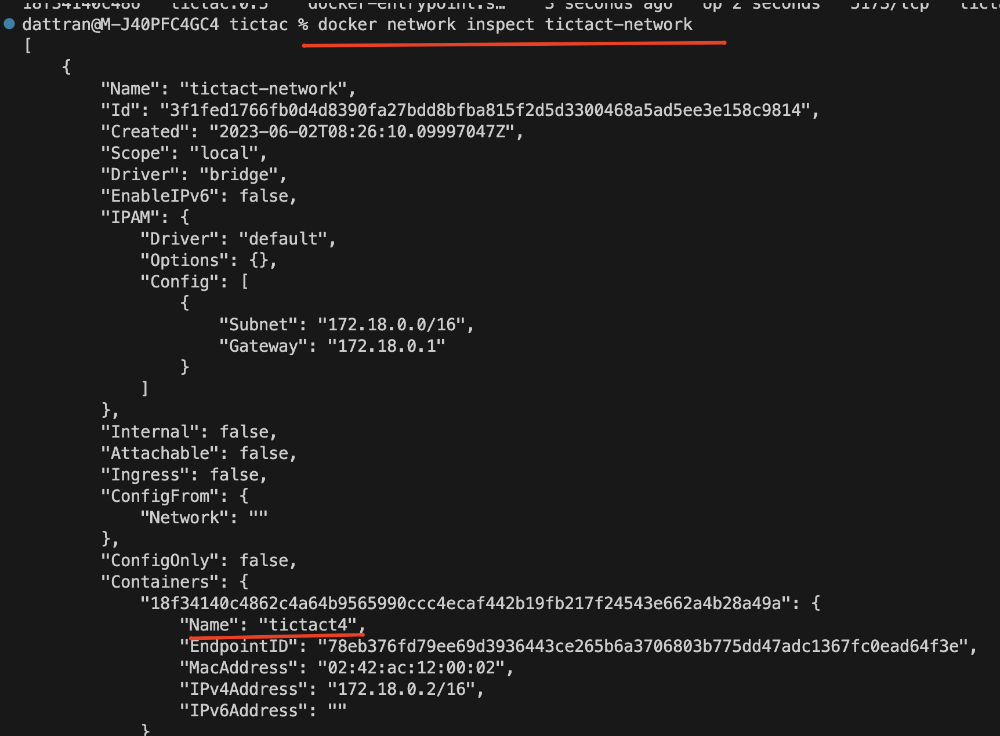 18f34140c486 tictac:0.5 "docker-entrypoint.s…" 3 seconds ago Up 2 seconds 5173/tcp
dattran@M-J40PFC4GC4 tictac % docker network inspect tictact-network
[
    {
        "Name": "tictact-network",
        "Id": "3f1fed1766fb0d4d8390fa27bdd8bfba815f2d5d3300468a5ad5ee3e158c9814",
        "Created": "2023-06-02T08:26:10.09997047Z",
        "Scope": "local",
        "Driver": "bridge",
        "EnableIPv6": false,
        "IPAM": {
            "Driver": "default",
            "Options": {},
            "Config": [
                {
                    "Subnet": "172.18.0.0/16",
                    "Gateway": "172.18.0.1"
                }
            ]
        },
        "Internal": false,
        "Attachable": false,
        "Ingress": false,
        "ConfigFrom": {
            "Network": ""
        },
        "ConfigOnly": false,
        "Containers": {
            "18f34140c4862c4a64b9565990ccc4ecaf442b19fb217f24543e662a4b28a49a": {
                "Name": "tictact4",
                "EndpointID": "78eb376fd79ee69d3936443ce265b6a3706803b775dd47adc1367fc0ead64f3e",
                "MacAddress": "02:42:ac:12:00:02",
                "IPv4Address": "172.18.0.2/16",
                "IPv6Address": ""
            }